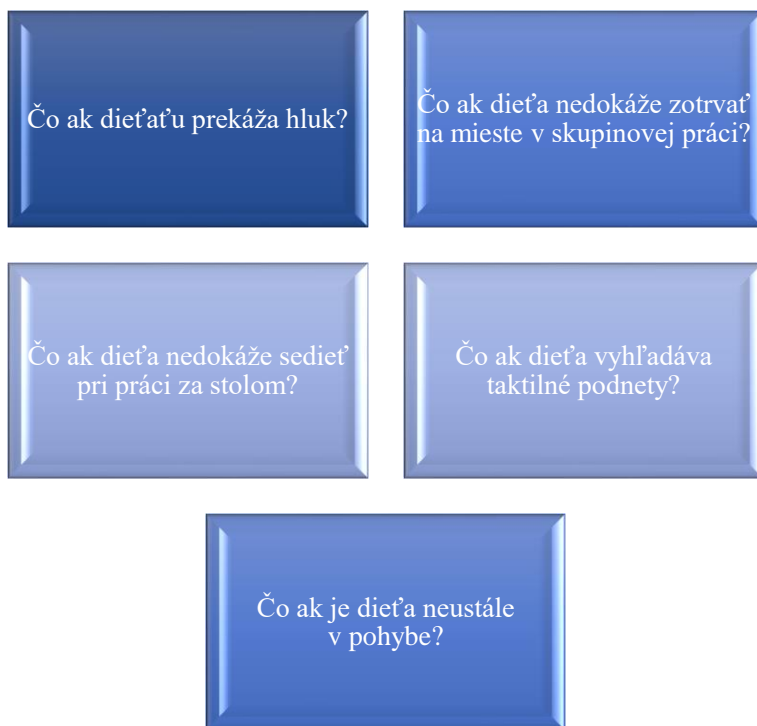 Čo ak dieťaťu prekáža hluk?
Čo ak dieťa nedokáže zotrvať
na mieste v skupinovej práci?
Čo ak dieťa nedokáže sedieť
pri práci za stolom?
Čo ak dieťa vyhľadáva
taktilné podnety?
Čo ak je dieťa neustále
v pohybe?